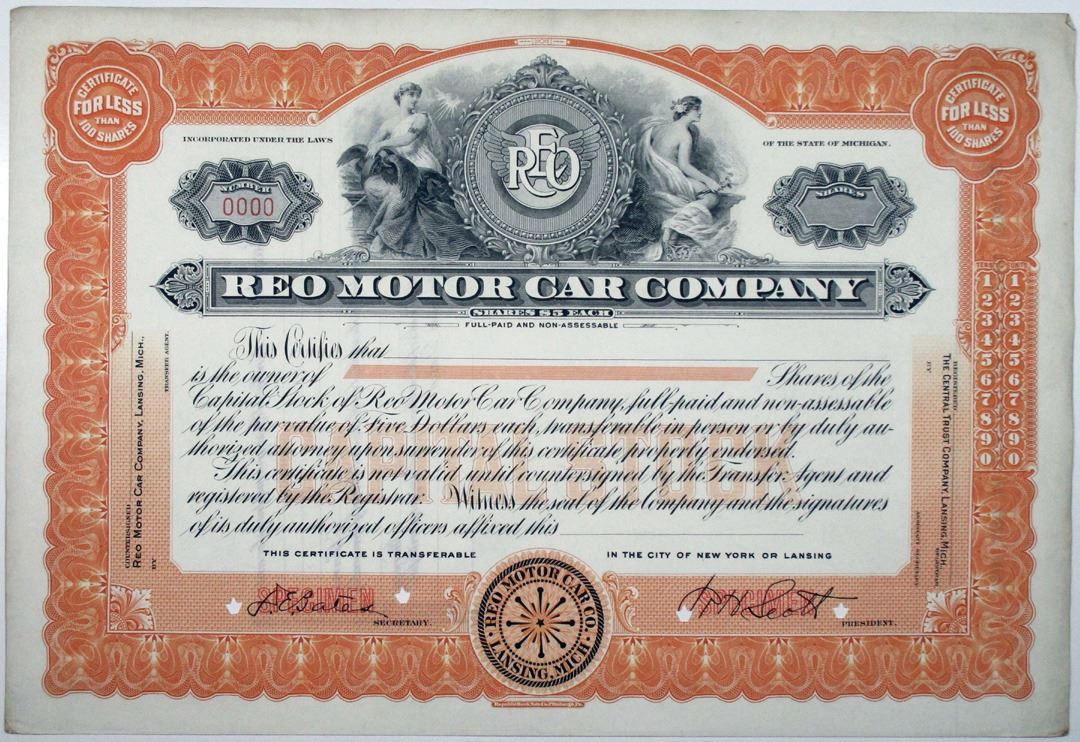 CERTIFICATE
FOR LESS
THAN
100 SHARES
CERTIFICATE
FOR LESS
THAN
100 SHARES
INCORPORATED UNDER THE LAWS
OF THE STATE OF MICHIGAN.
NUMBER
0000
REO
SHARES
REO MOTOR CAR COMPANY
SHARES $5 EACH
FULL-PAID AND NON-ASSESSABLE
This Certifies that
is the owner of Shares of the
Capital Stock of Reo Motor Car Company, full-paid and non-assessable
of the par value of Five Dollars each, transferable in person or by duly au-
thorized attorney upon surrender of this certificate properly endorsed.
This certificate is not valid until countersigned by the Transfer Agent and
registered by the Registrar. Witness the seal of the Company and the signatures
of its duly authorized officers affixed this
CAPITAL STOCK
THIS CERTIFICATE IS TRANSFERABLE IN THE CITY OF NEW YORK OR LANSING
COUNTERSIGNED
REO MOTOR CAR COMPANY, LANSING, MICH.,
TRANSFER AGENT.
BY
REGISTERED
THE CENTRAL TRUST COMPANY, LANSING, MICH.
REGISTRAR
BY
ASSISTANT SECRETARY.
TENS UNITS
1 1
2 2
3 3
4 4
5 5
6 6
7 7
8 8
9 9
0 0
SPECIMEN
SPECIMEN
SECRETARY.
PRESIDENT.
REO MOTOR CAR CO.
LANSING, MICH.